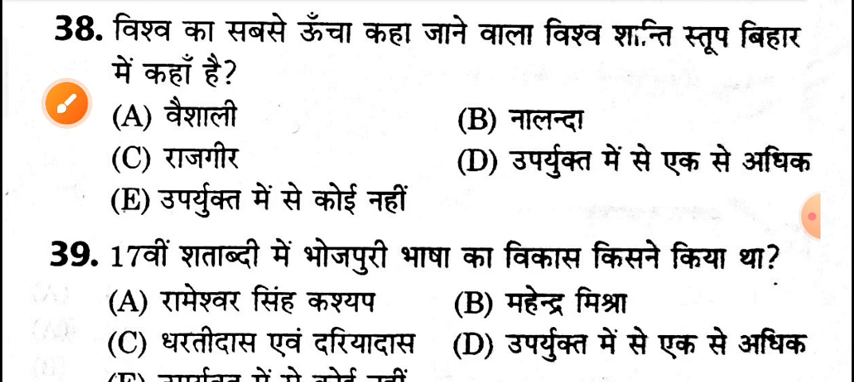 38. विश्व का सबसे ऊँचा कहा जाने वाला विश्व शान्ति स्तूप बिहार
में कहाँ है?
(A) वैशाली (B) नालन्दा
(C) राजगीर (D) उपर्युक्त में से एक से अधिक
(E) उपर्युक्त में से कोई नहीं
39. 17वीं शताब्दी में भोजपुरी भाषा का विकास किसने किया था?
(A) रामेश्वर सिंह कश्यप (B) महेन्द्र मिश्रा
(C) धरतीदास एवं दरियादास (D) उपर्युक्त में से एक से अधिक